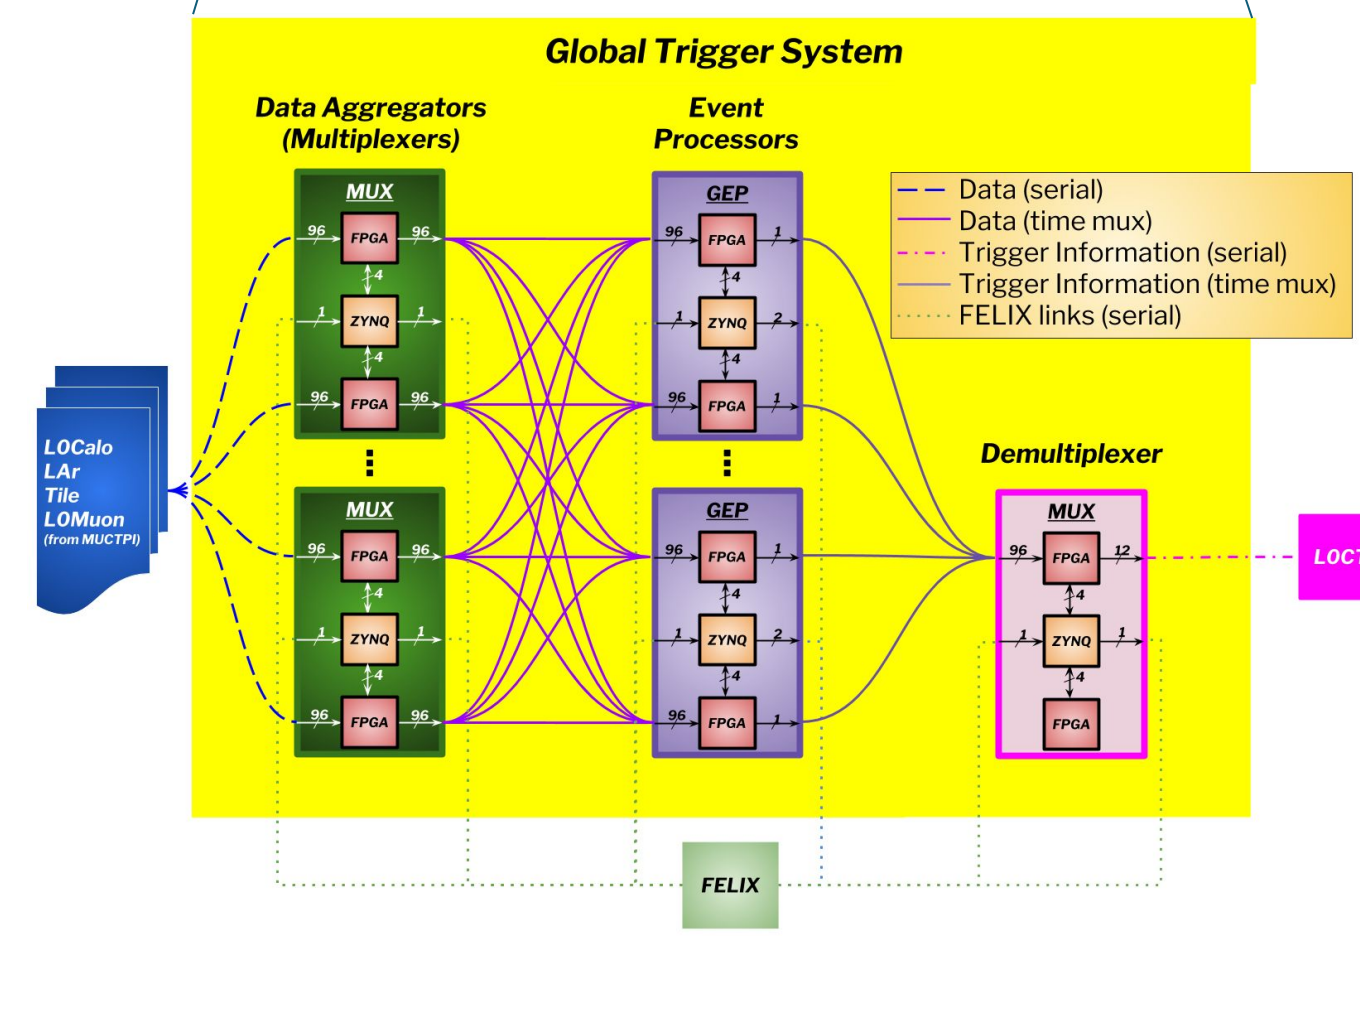 Global Trigger System
Data Aggregators
(Multiplexers)
Event
Processors
MUX
96
FPGA
96
4
1
ZYNQ
1
4
96
FPGA
96
GEP
96
FPGA
1
4
1
ZYNQ
2
4
96
FPGA
1
Data (serial)
Data (time mux)
Trigger Information (serial)
Trigger Information (time mux)
FELIX links (serial)
L0Calo
LAr
Tile
L0Muon
(from MUCTPI)
MUX
96
FPGA
96
4
1
ZYNQ
1
4
96
FPGA
96
GEP
96
FPGA
1
4
1
ZYNQ
2
4
96
FPGA
1
Demultiplexer
MUX
96
FPGA
12
4
1
ZYNQ
1
4
FPGA
FELIX